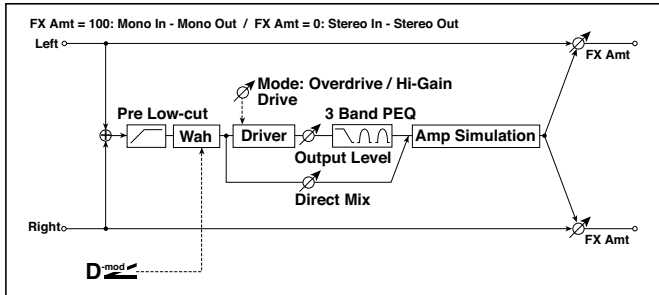 FX Amt = 100: Mono In - Mono Out / FX Amt = 0: Stereo In - Stereo Out
Left
FX Amt
Mode: Overdrive / Hi-Gain
Drive
Pre Low-cut
3 Band PEQ
Wah
Driver
Amp Simulation
Output Level
Direct Mix
Right
FX Amt
D-mod